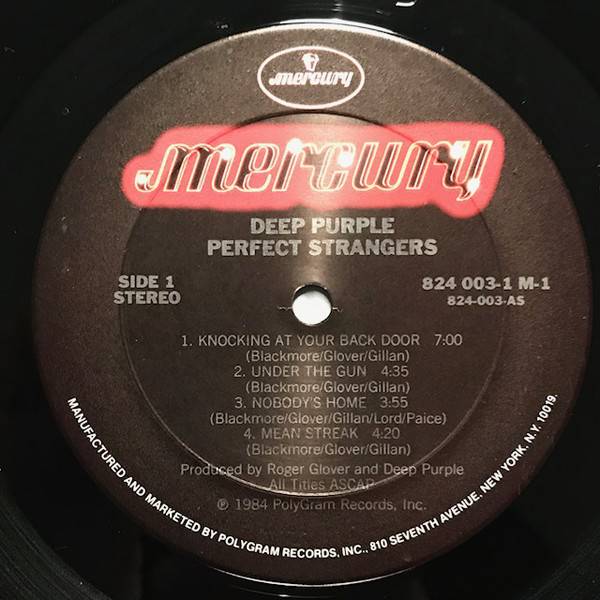 mercury
mercury
DEEP PURPLE
PERFECT STRANGERS
SIDE 1
STEREO
824 003-1 M-1
824-003-AS
1. KNOCKING AT YOUR BACK DOOR 7:00
(Blackmore/Glover/Gillan)
2. UNDER THE GUN 4:35
(Blackmore/Glover/Gillan)
3. NOBODY'S HOME 3:55
(Blackmore/Glover/Gillan/Lord/Paice)
4. MEAN STREAK 4:20
(Blackmore/Glover/Gillan)
Produced by Roger Glover and Deep Purple
All Titles ASCAP
℗ 1984 PolyGram Records, Inc.
MANUFACTURED AND MARKETED BY POLYGRAM RECORDS, INC., 810 SEVENTH AVENUE, NEW YORK, N.Y. 10019.